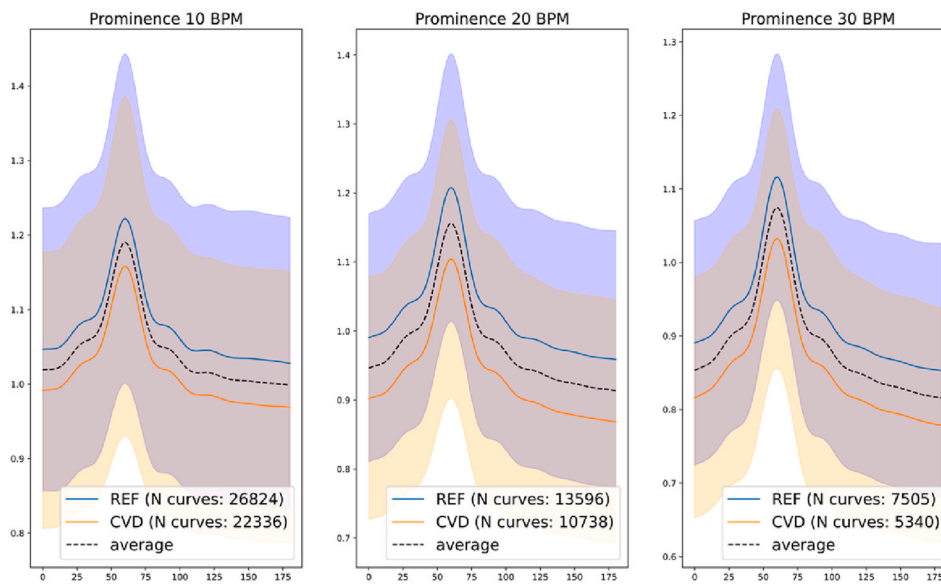 Prominence 10 BPM
1.4
1.3
1.2
1.1
1.0
0.9
0.8
REF (N curves: 26824)
CVD (N curves: 22336)
average
0 25 50 75 100 125 150 175
Prominence 20 BPM
1.4
1.3
1.2
1.1
1.0
0.9
0.8
0.7
REF (N curves: 13596)
CVD (N curves: 10738)
average
0 25 50 75 100 125 150 175
Prominence 30 BPM
1.3
1.2
1.1
1.0
0.9
0.8
0.7
0.6
REF (N curves: 7505)
CVD (N curves: 5340)
average
0 25 50 75 100 125 150 175